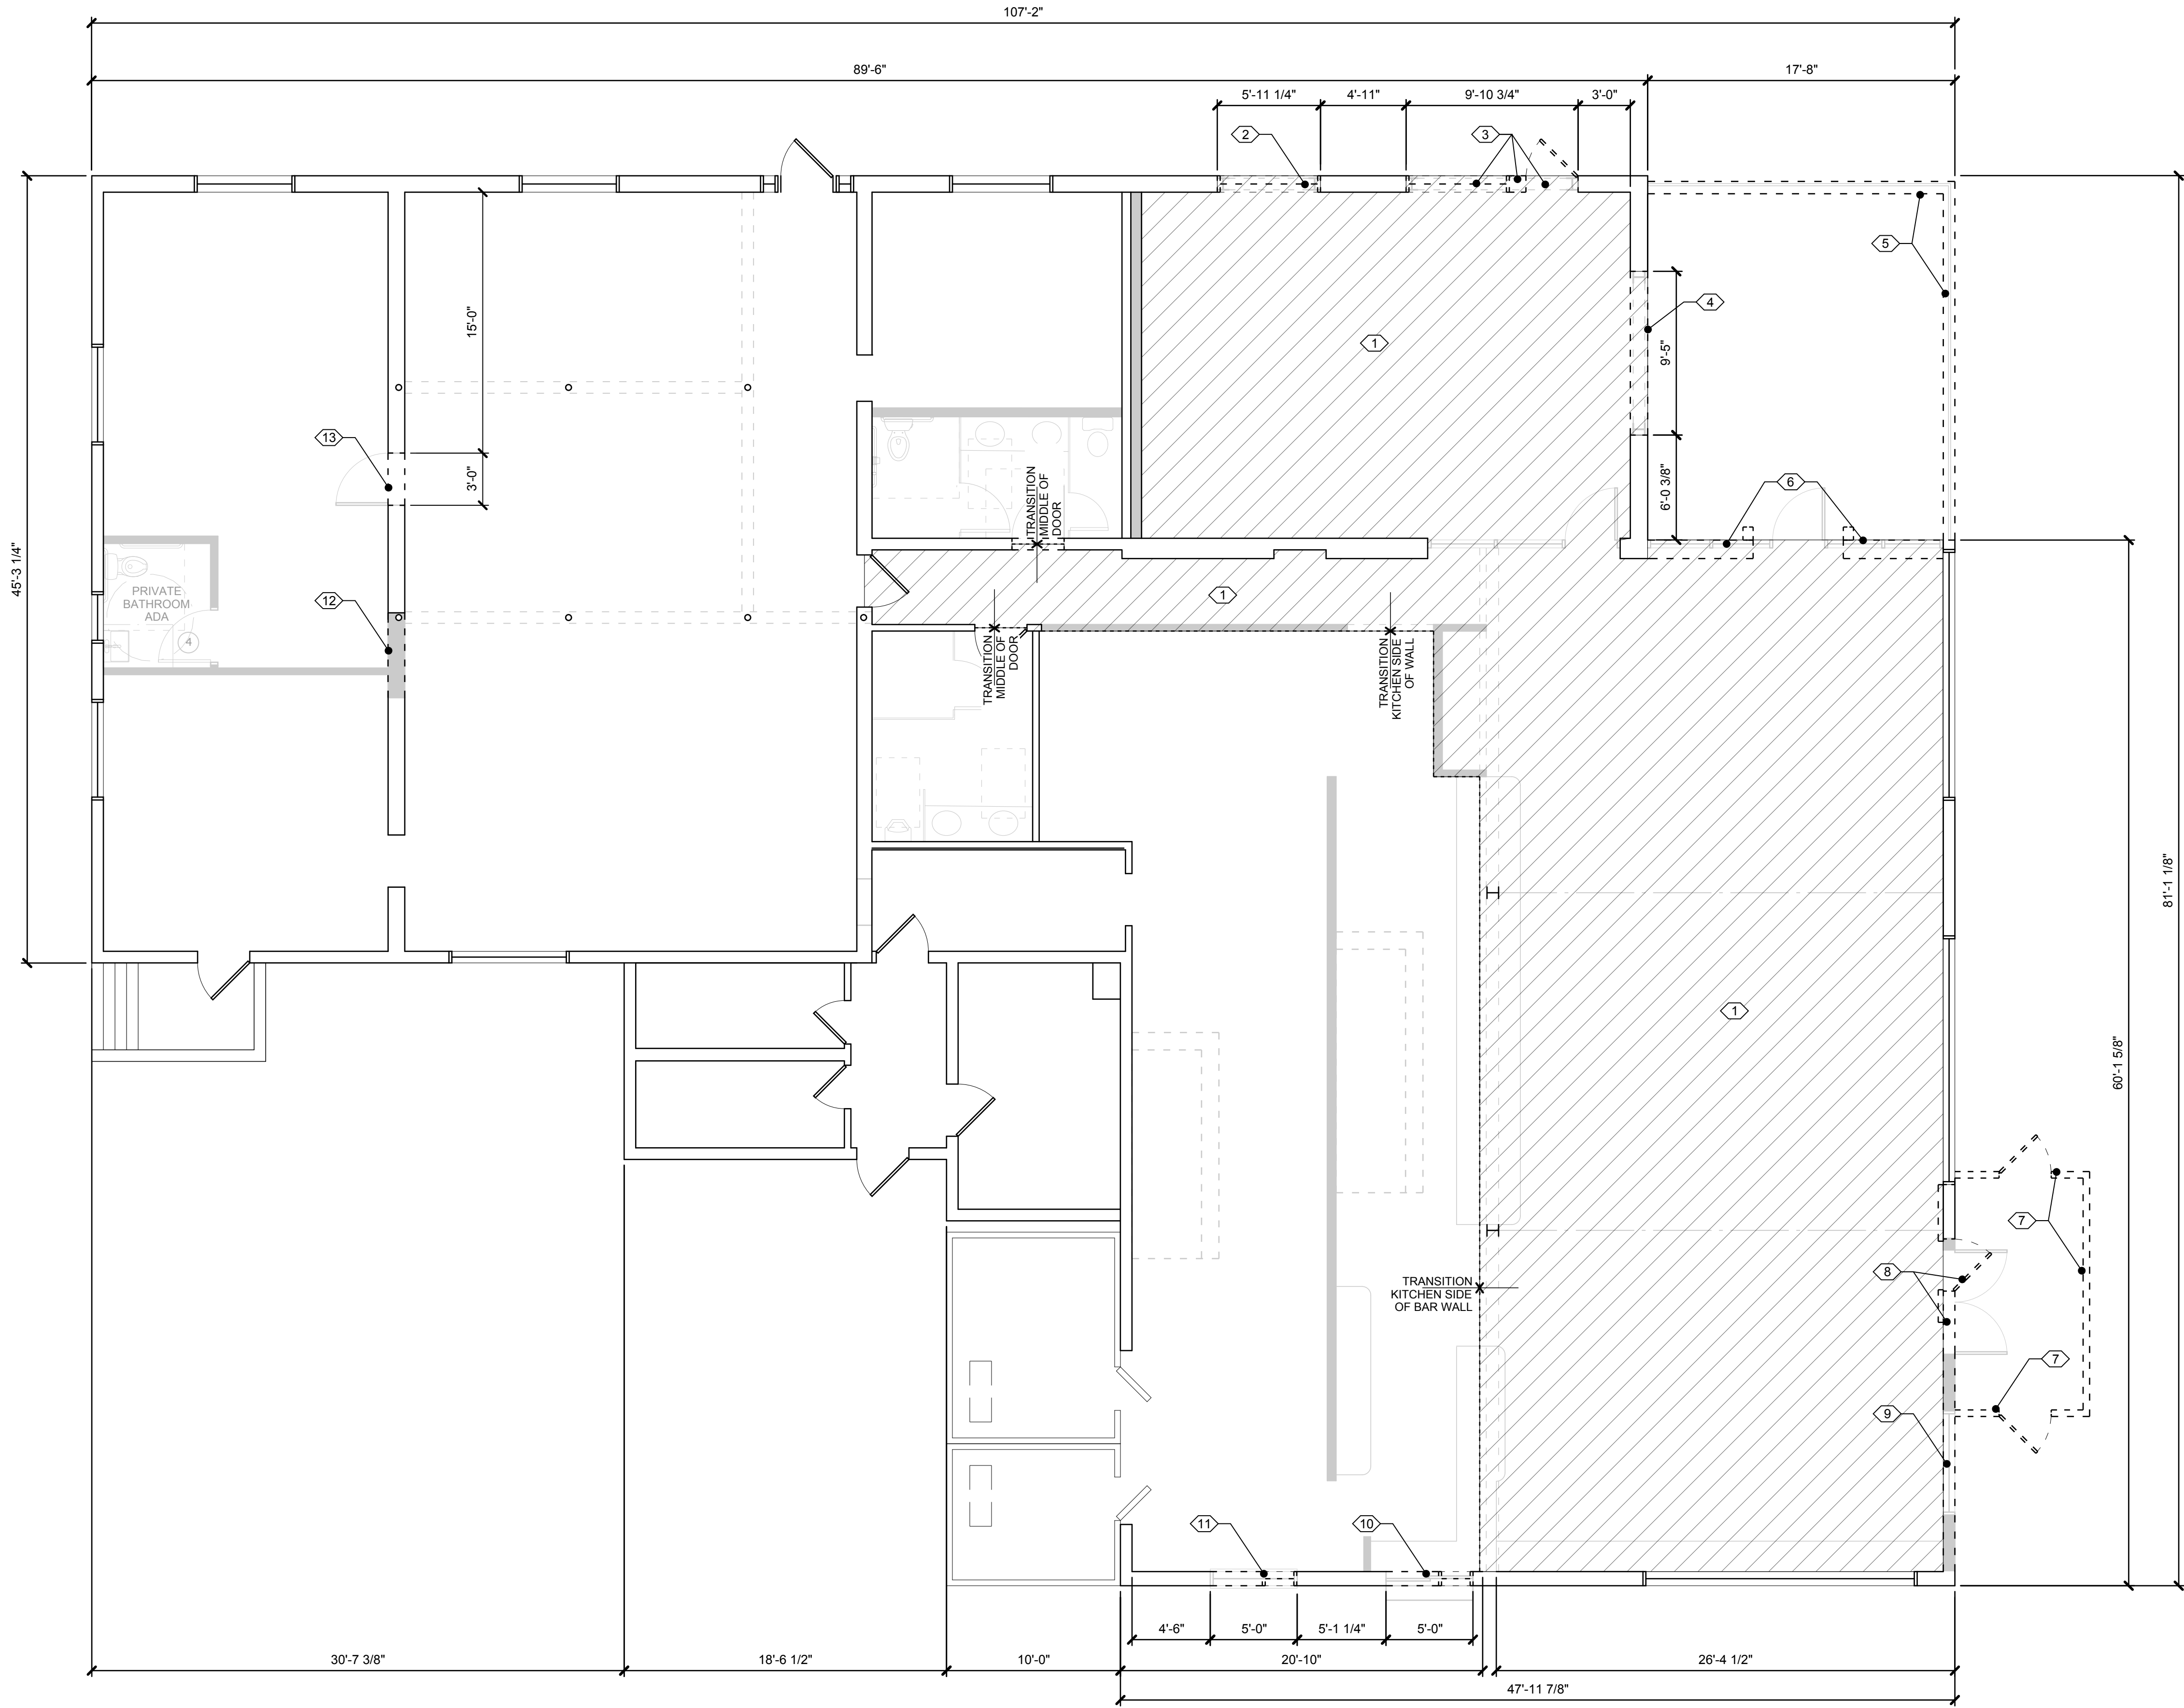 107'-2"
89'-6"
17'-8"
5'-11 1/4"
4'-11"
9'-10 3/4"
3'-0"
2
3
5
4
15'-0"
1
9'-5"
13
3'-0"
6'-0 3/8"
6
TRANSITION
MIDDLE OF
DOOR
45'-3 1/4"
PRIVATE
BATHROOM
ADA
4
12
1
TRANSITION
MIDDLE OF
DOOR
TRANSITION
KITCHEN SIDE
OF WALL
81'-1 1/8"
1
60'-1 5/8"
7
8
TRANSITION
KITCHEN SIDE
OF BAR WALL
7
9
11
10
4'-6"
5'-0"
5'-1 1/4"
5'-0"
30'-7 3/8"
18'-6 1/2"
10'-0"
20'-10"
26'-4 1/2"
47'-11 7/8"